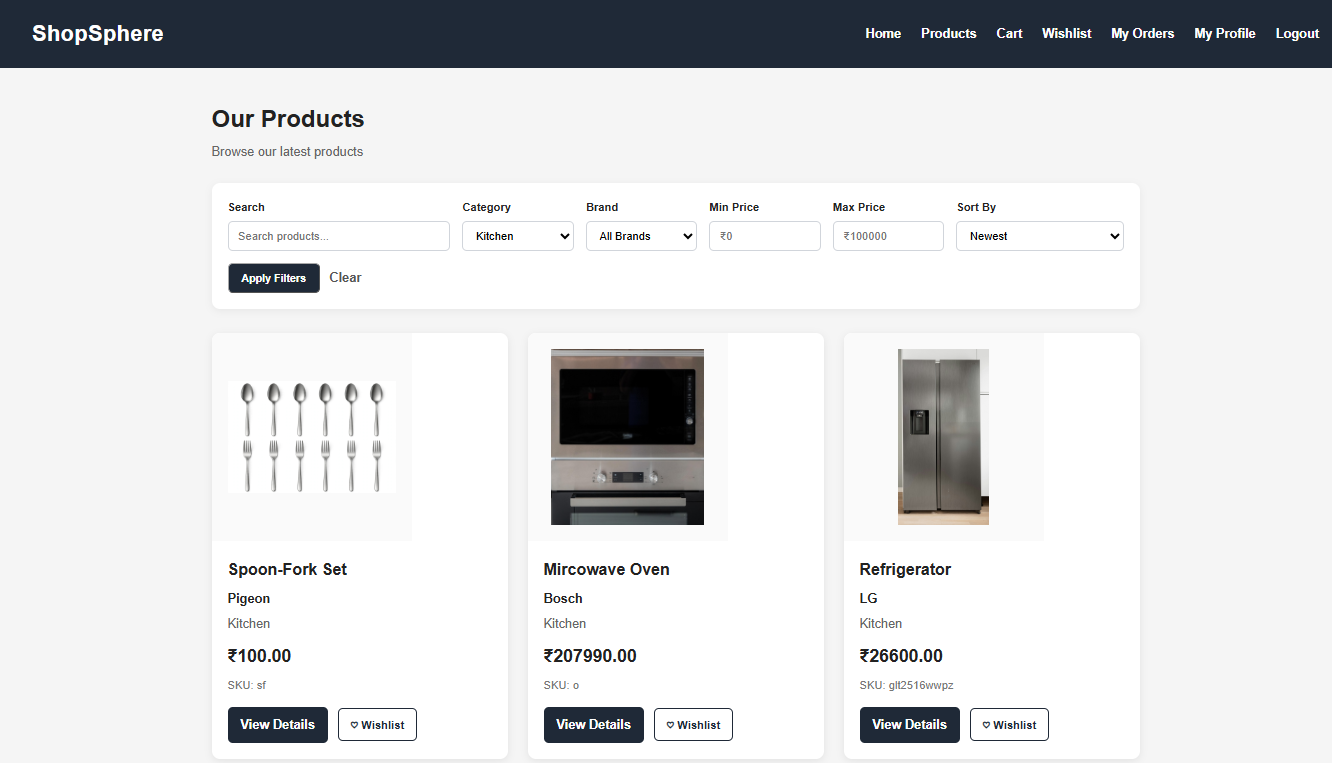 ShopSphere
Home Products Cart Wishlist My Orders My Profile Logout
Our Products
Browse our latest products
Search Category Brand Min Price Max Price Sort By
Search products... Kitchen All Brands ₹0 ₹100000 Newest
Apply Filters Clear
Spoon-Fork Set
Pigeon
Kitchen
₹100.00
SKU: sf
View Details ♡ Wishlist
Mircowave Oven
Bosch
Kitchen
₹207990.00
SKU: o
View Details ♡ Wishlist
Refrigerator
LG
Kitchen
₹26600.00
SKU: glt2516wwpz
View Details ♡ Wishlist